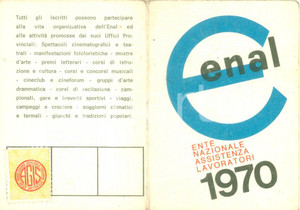 Tutti gli iscritti possono partecipare
alla vita organizzativa dell'Enal - ed
alle attività promosse dai suoi Uffici Pro-
vinciali: Spettacoli cinematografici e tea-
trali - manifestazioni folcloristiche - mostre
d'arte - premi letterari - corsi di istru-
zione e cultura - corsi e concorsi musicali
- cineclub e cineforum - gruppi d'arte
drammatica - corsi di recitazione - cam-
pionati, gare e brevetti sportivi - viaggi,
campeggi e crociere - soggiorni climatici
e termali - giuochi e tradizioni popolari.
AGIS
enal
ENTE
NAZIONALE
ASSISTENZA
LAVORATORI
1970